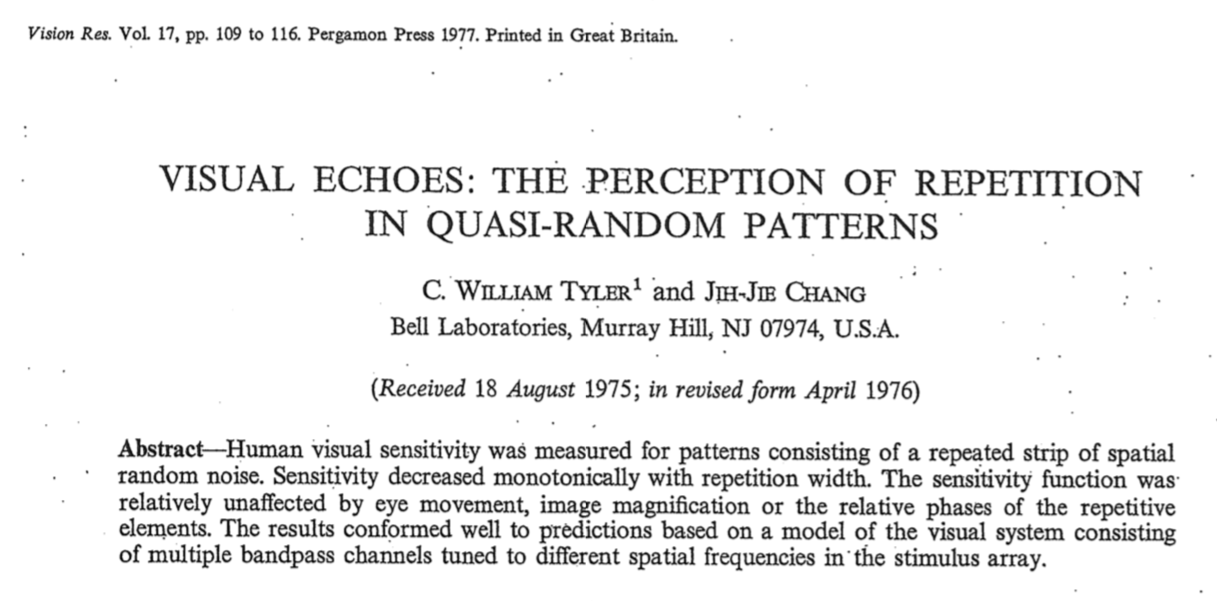 Vision Res. Vol. 17, pp. 109 to 116. Pergamon Press 1977. Printed in Great Britain.
VISUAL ECHOES: THE PERCEPTION OF REPETITION
IN QUASI-RANDOM PATTERNS
C. WILLIAM TYLER¹ and JIH-JIE CHANG
Bell Laboratories, Murray Hill, NJ 07974, U.S.A.
(Received 18 August 1975; in revised form April 1976)
Abstract—Human visual sensitivity was measured for patterns consisting of a repeated strip of spatial
random noise. Sensitivity decreased monotonically with repetition width. The sensitivity function was
relatively unaffected by eye movement, image magnification or the relative phases of the repetitive
elements. The results conformed well to predictions based on a model of the visual system consisting
of multiple bandpass channels tuned to different spatial frequencies in the stimulus array.